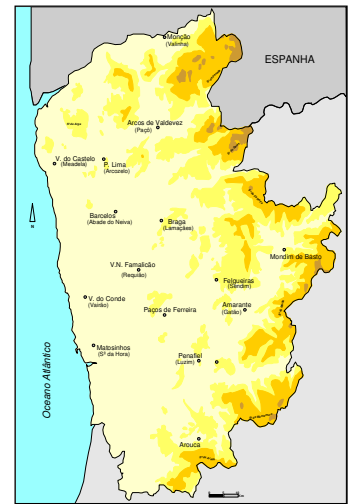 Monção
(Valinha)
ESPANHA
Arcos de Valdevez
(Paçô)
V. do Castelo
(Meadela)
P. Lima
(Arcozelo)
Barcelos
(Abade do Neiva)
Braga
(Lamaçães)
Mondim de Basto
V.N. Famalicão
(Requião)
Felgueiras
(Sendim)
V. do Conde
(Vairão)
Paços de Ferreira
Amarante
(Gatão)
Matosinhos
(Sª da Hora)
Penafiel
(Luzim)
Oceano Atlântico
Arouca
N